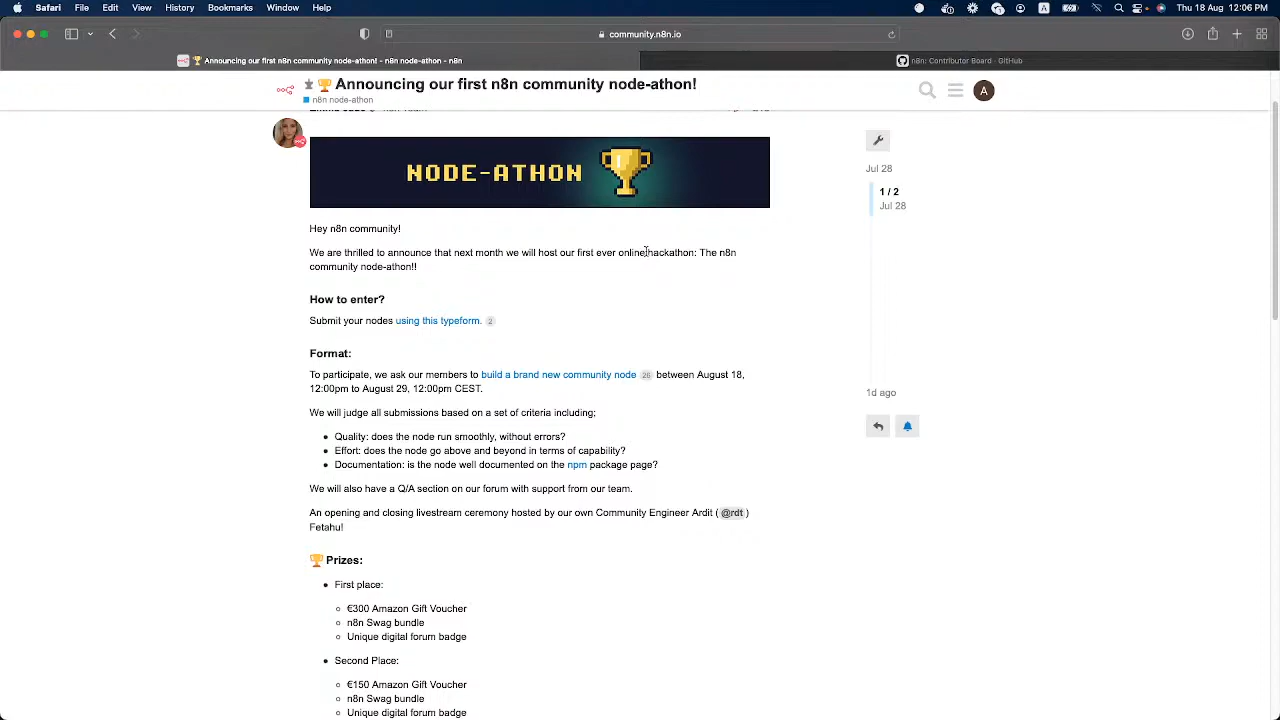 Safari File Edit View History Bookmarks Window Help A Thu 18 Aug 12:06 PM
community.n8n.io
Announcing our first n8n community node-athon! - n8n node-athon - n8n
n8n: Contributor Board · GitHub
Announcing our first n8n community node-athon!
n8n node-athon
A
NODE-ATHON
Hey n8n community!
We are thrilled to announce that next month we will host our first ever online hackathon: The n8n
community node-athon!!
How to enter?
Submit your nodes using this typeform. 2
Format:
To participate, we ask our members to build a brand new community node 26 between August 18,
12:00pm to August 29, 12:00pm CEST.
We will judge all submissions based on a set of criteria including;
• Quality: does the node run smoothly, without errors?
• Effort: does the node go above and beyond in terms of capability?
• Documentation: is the node well documented on the npm package page?
We will also have a Q/A section on our forum with support from our team.
An opening and closing livestream ceremony hosted by our own Community Engineer Ardit ( @rdt )
Fetahu!
Prizes:
• First place:
◦ €300 Amazon Gift Voucher
◦ n8n Swag bundle
◦ Unique digital forum badge
• Second Place:
◦ €150 Amazon Gift Voucher
◦ n8n Swag bundle
◦ Unique digital forum badge
Jul 28
1 / 2
Jul 28
1d ago